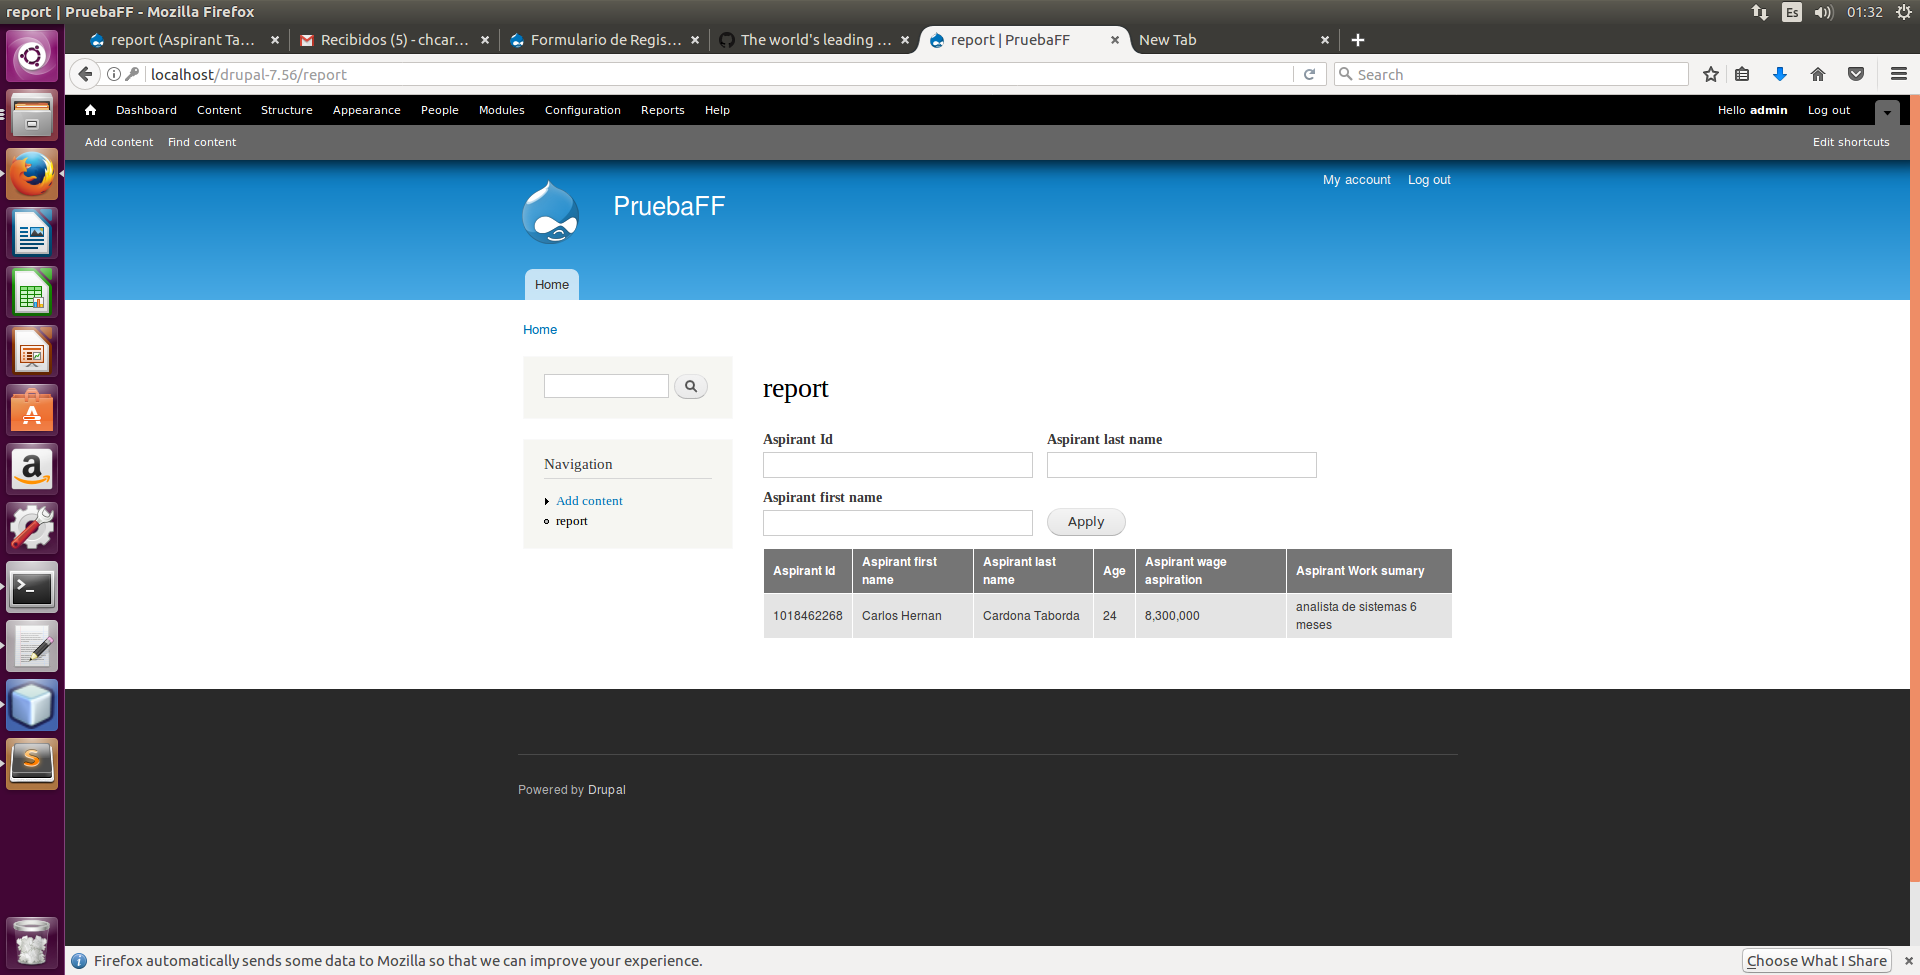 report | PruebaFF - Mozilla Firefox
Es
01:32
report (Aspirant Ta...
Recibidos (5) - chcar...
Formulario de Regis...
The world's leading ...
report | PruebaFF
New Tab
localhost/drupal-7.56/report
Search
Dashboard Content Structure Appearance People Modules Configuration Reports Help
Hello admin Log out
Add content Find content
Edit shortcuts
My account Log out
PruebaFF
Home
Home
Navigation
Add content
report
report
Aspirant Id
Aspirant last name
Aspirant first name
Apply
Aspirant Id
Aspirant first name
Aspirant last name
Age
Aspirant wage aspiration
Aspirant Work sumary
1018462268
Carlos Hernan
Cardona Taborda
24
8,300,000
analista de sistemas 6 meses
Powered by Drupal
Firefox automatically sends some data to Mozilla so that we can improve your experience.
Choose What I Share